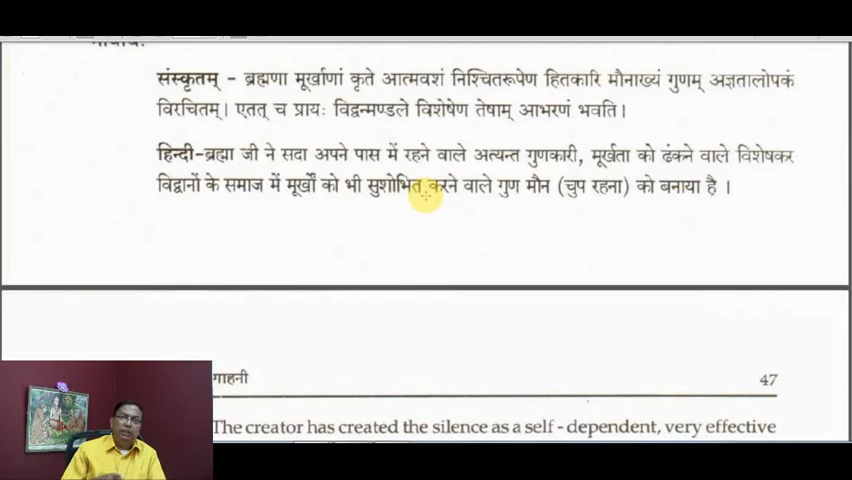 संस्कृतम् - ब्रह्मणा मूर्खाणां कृते आत्मवशं निश्चितरूपेण हितकारि मौनाख्यं गुणम् अज्ञतालोपकं
विरचितम्। एतत् च प्रायः विद्वन्मण्डले विशेषेण तेषाम् आभरणं भवति।
हिन्दी-ब्रह्मा जी ने सदा अपने पास में रहने वाले अत्यन्त गुणकारी, मूर्खता को ढंकने वाले विशेषकर
विद्वानों के समाज में मूर्खों को भी सुशोभित करने वाले गुण मौन (चुप रहना) को बनाया है ।
गाहनी 47
The creator has created the silence as a self - dependent, very effective